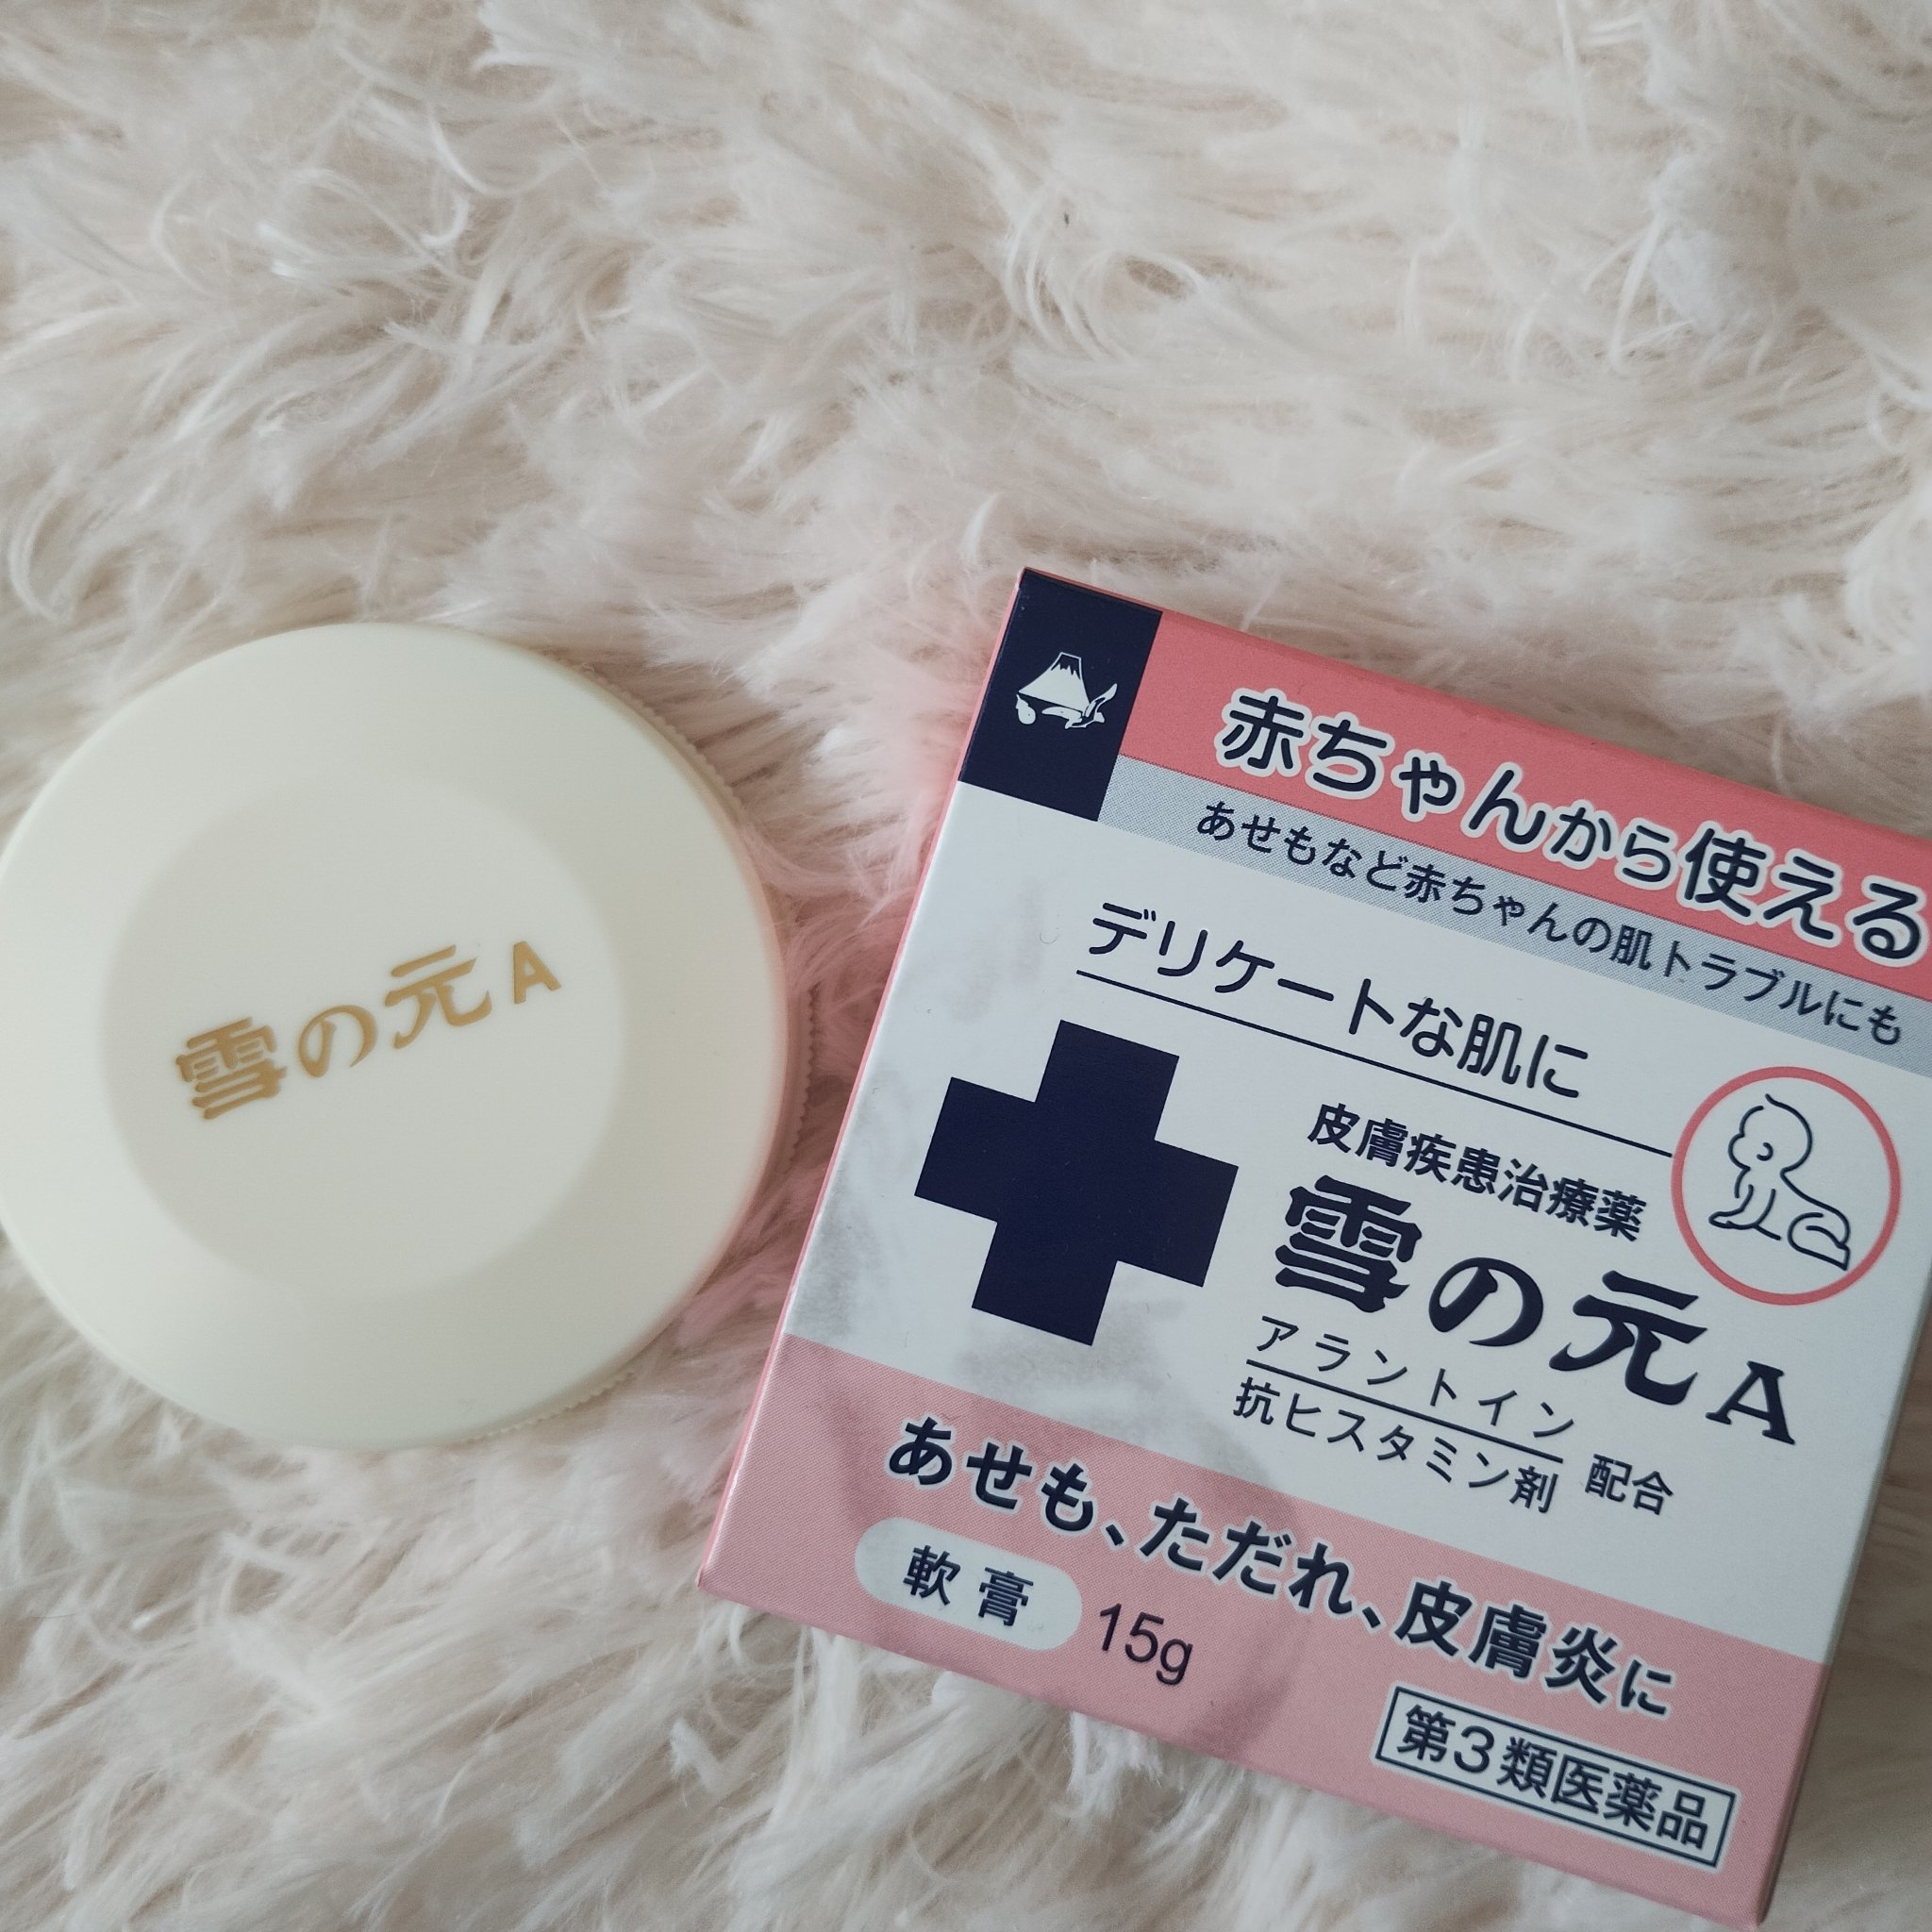 雪の元A
赤ちゃんから使える
あせもなど赤ちゃんの肌トラブルにも
デリケートな肌に
皮膚疾患治療薬
雪の元A
アラントイン
抗ヒスタミン剤 配合
あせも、ただれ、皮膚炎に
軟膏 15g
第3類医薬品